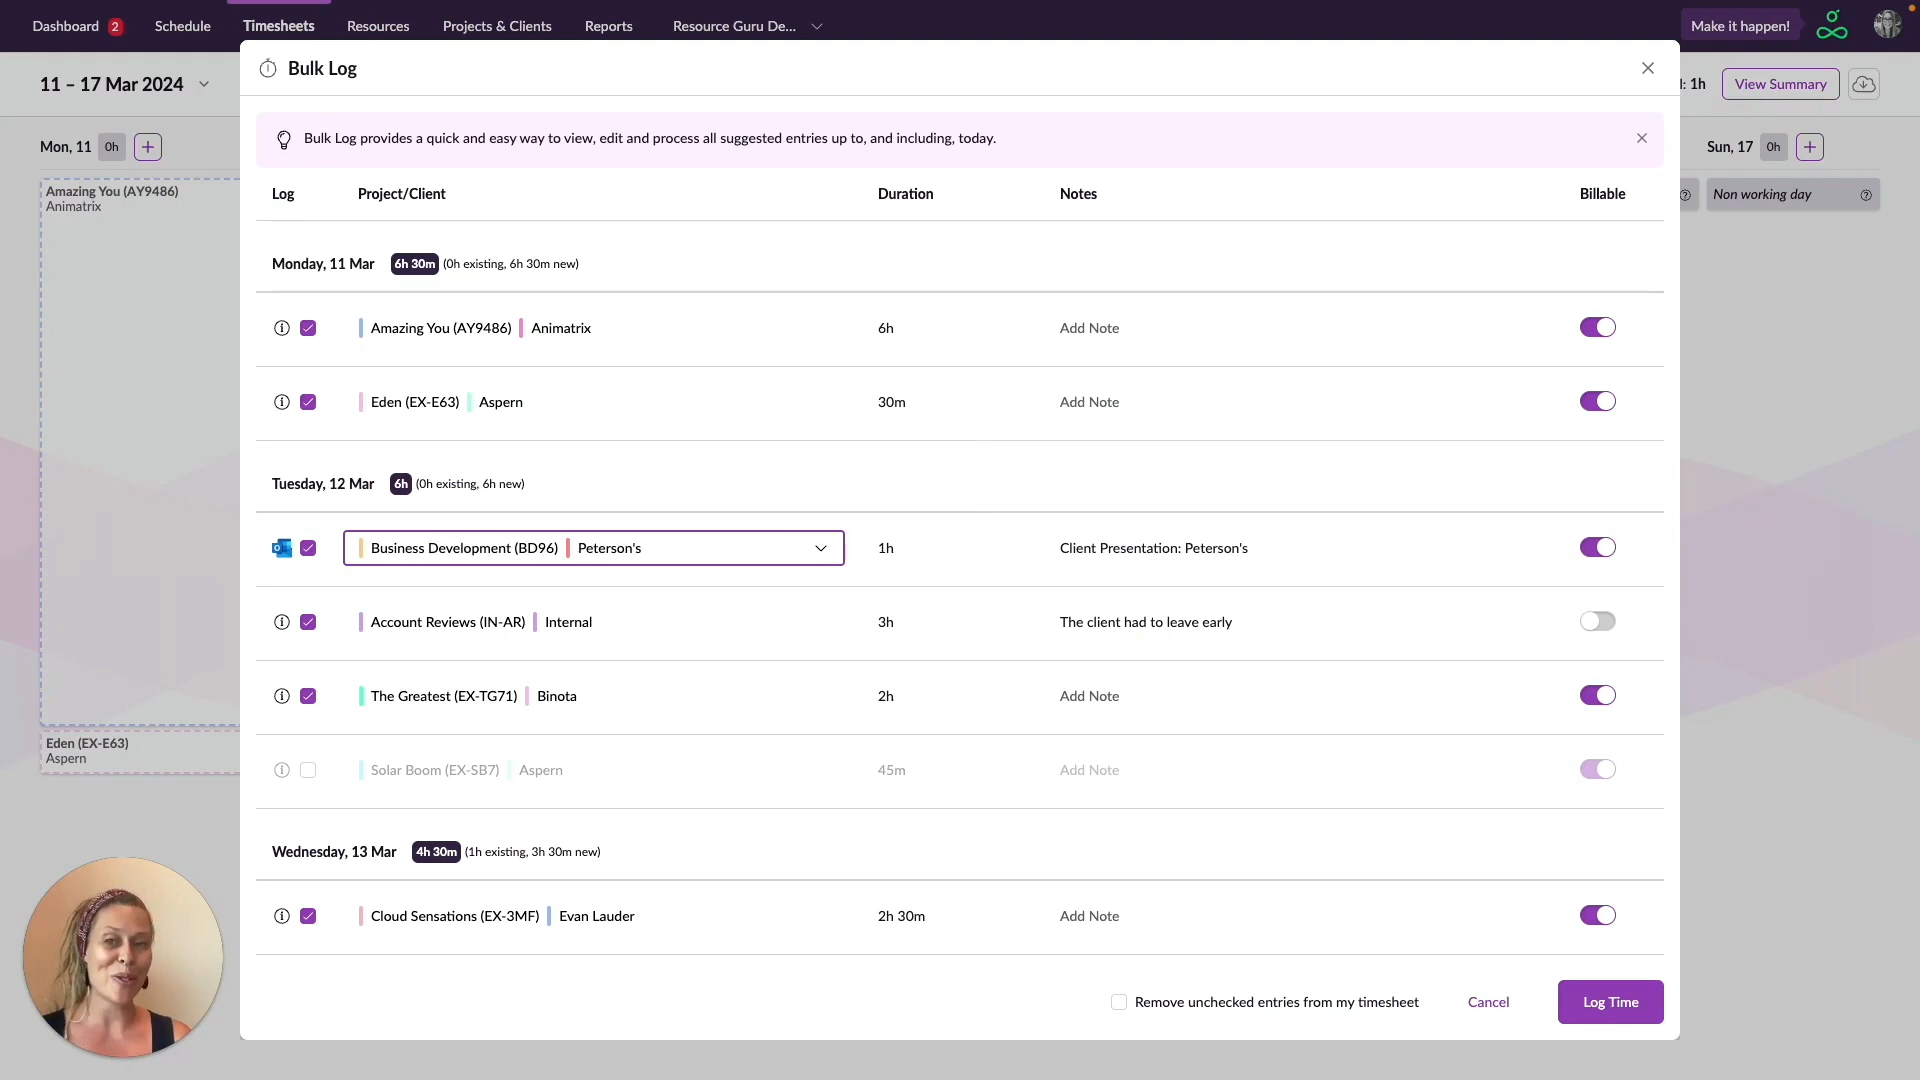 Dashboard 2 Schedule Timesheets Resources Projects & Clients Reports Resource Guru De... Make it happen!
11 – 17 Mar 2024
Bulk Log
l: 1h View Summary
Mon, 11 0h
Sun, 17 0h
Bulk Log provides a quick and easy way to view, edit and process all suggested entries up to, and including, today.
Amazing You (AY9486)
Animatrix
Non working day
Log Project/Client Duration Notes Billable
Monday, 11 Mar 6h 30m (0h existing, 6h 30m new)
Amazing You (AY9486) Animatrix 6h Add Note
Eden (EX-E63) Aspern 30m Add Note
Tuesday, 12 Mar 6h (0h existing, 6h new)
Business Development (BD96) Peterson's 1h Client Presentation: Peterson's
Account Reviews (IN-AR) Internal 3h The client had to leave early
The Greatest (EX-TG71) Binota 2h Add Note
Eden (EX-E63)
Aspern
Solar Boom (EX-SB7) Aspern 45m Add Note
Wednesday, 13 Mar 4h 30m (1h existing, 3h 30m new)
Cloud Sensations (EX-3MF) Evan Lauder 2h 30m Add Note
Remove unchecked entries from my timesheet Cancel Log Time